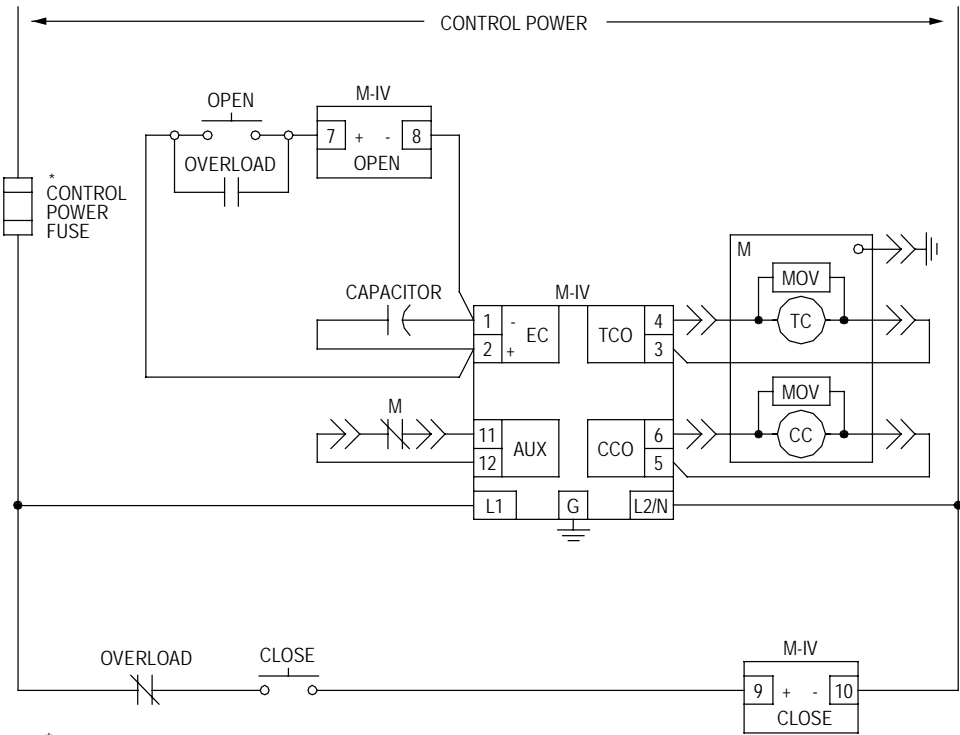 CONTROL POWER
OPEN
M-IV
7 + - 8
OPEN
OVERLOAD
*
CONTROL
POWER
FUSE
CAPACITOR
M-IV
1 -
EC
2 +
TCO
4
3
M
MOV
TC
MOV
CC
M
11
AUX
12
CCO
6
5
L1
G
L2/N
OVERLOAD
CLOSE
M-IV
9 + - 10
CLOSE
*